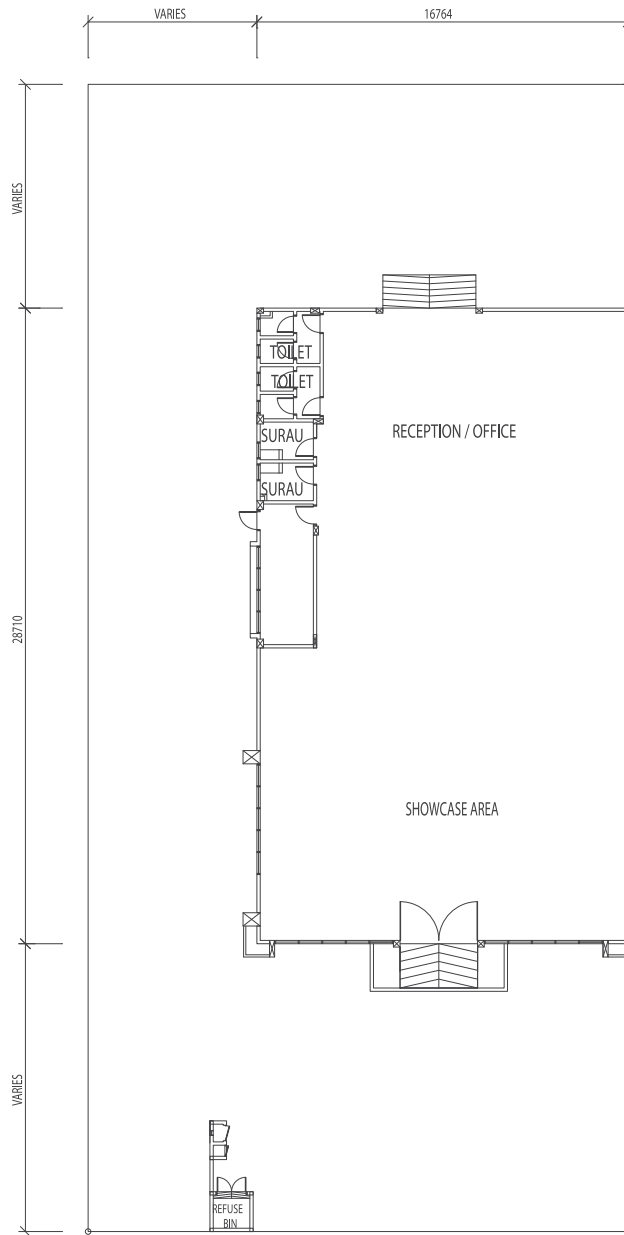 VARIES
16764
VARIES
TOILET
TOILET
SURAU
RECEPTION / OFFICE
SURAU
28710
SHOWCASE AREA
VARIES
REFUSE
BIN